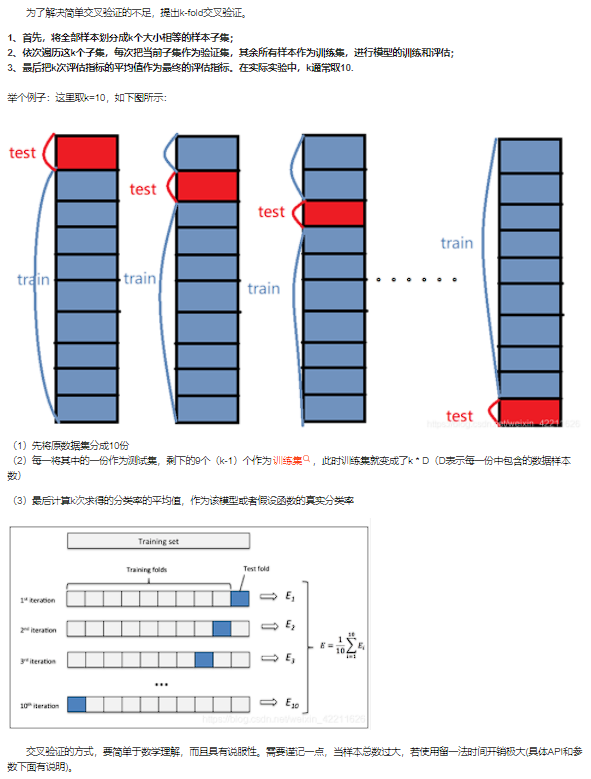 为了解决简单交叉验证的不足，提出k-fold交叉验证。
1、首先，将全部样本划分成k个大小相等的样本子集；
2、依次遍历这k个子集，每次把当前子集作为验证集，其余所有样本作为训练集，进行模型的训练和评估；
3、最后把k次评估指标的平均值作为最终的评估指标。在实际实验中，k通常取10.
举个例子：这里取k=10，如下图所示：
test
train
test
train
test
train
train
test
（1）先将原数据集分成10份
（2）每一将其中的一份作为测试集，剩下的9个（k-1）个作为训练集，此时训练集就变成了k * D（D表示每一份中包含的数据样本
数）
（3）最后计算k次求得的分类率的平均值，作为该模型或者假设函数的真实分类率
Training set
Training folds
Test fold
1st iteration
E1
2nd iteration
E2
3rd iteration
E3
10th iteration
E10
E = 1/10 ∑ i=1 10 Ei
交叉验证的方式，要简单于数学理解，而且具有说服性。需要谨记一点，当样本总数过大，若使用留一法时间开销极大(具体API和参
数下面有说明)。